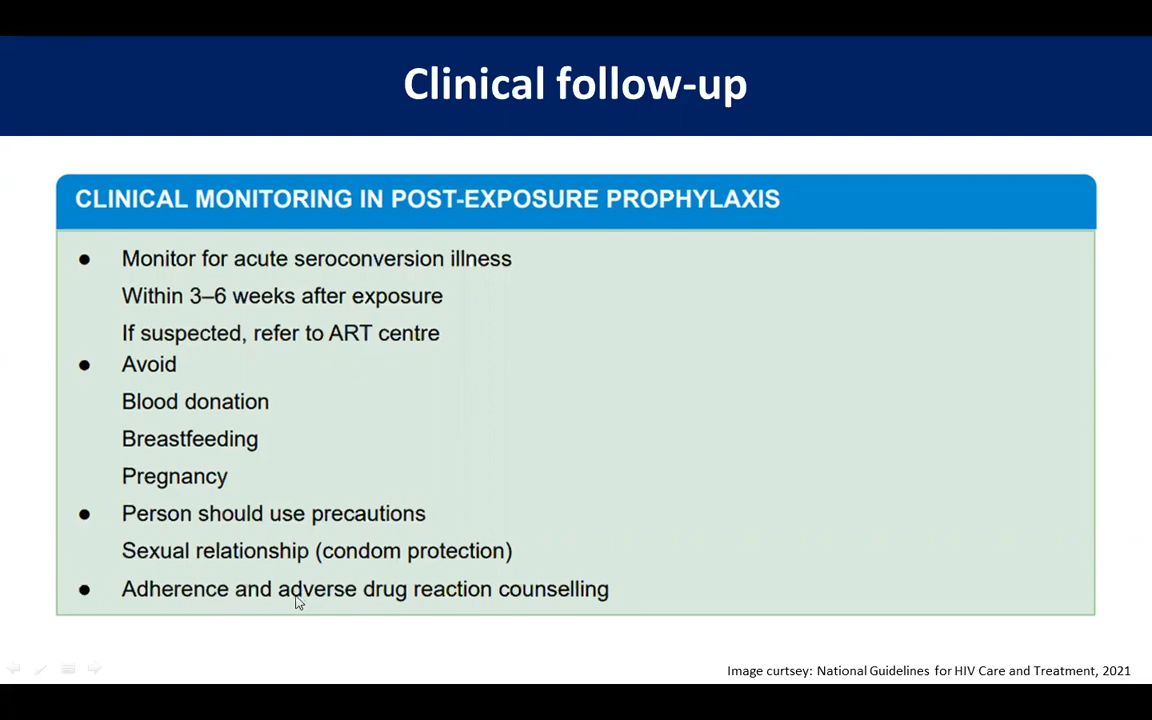 Clinical follow-up
CLINICAL MONITORING IN POST-EXPOSURE PROPHYLAXIS
● Monitor for acute seroconversion illness
Within 3–6 weeks after exposure
If suspected, refer to ART centre
● Avoid
Blood donation
Breastfeeding
Pregnancy
● Person should use precautions
Sexual relationship (condom protection)
● Adherence and adverse drug reaction counselling
Image curtsey: National Guidelines for HIV Care and Treatment, 2021